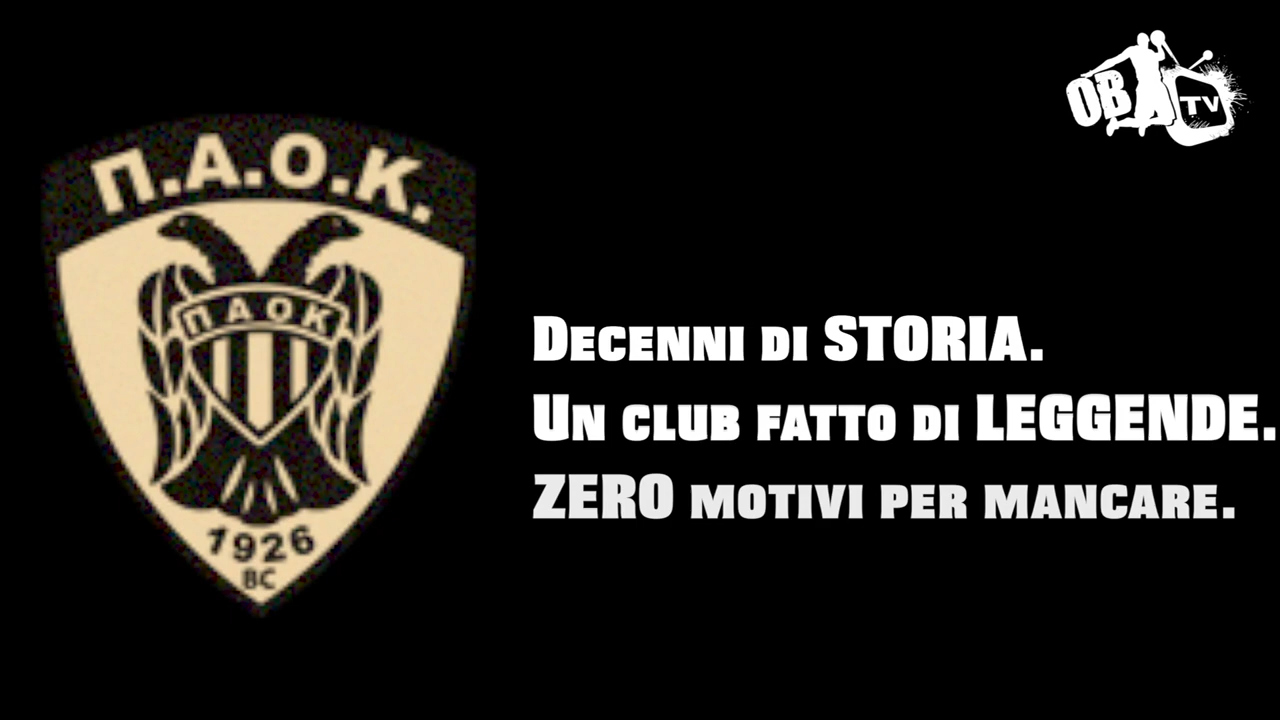 Π.Α.Ο.Κ.
ΠΑΟΚ
1926
BC
OB TV
DECENNI DI STORIA.
UN CLUB FATTO DI LEGGENDE.
ZERO MOTIVI PER MANCARE.